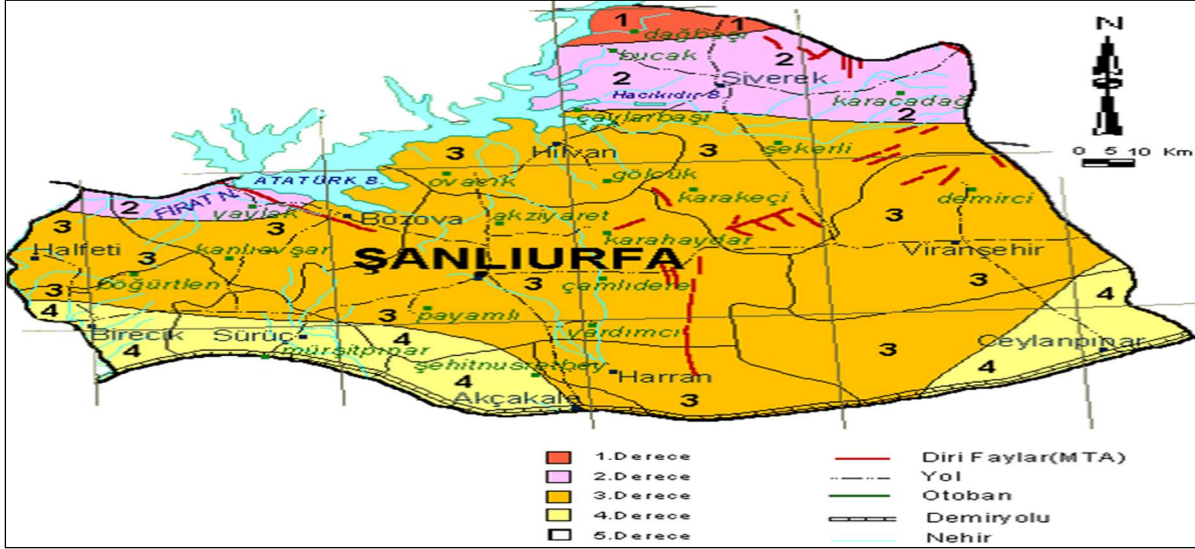 1
1
dağbaşı
N
bucak
2
2
Siverek
Hacıkıdır B.
karacadağ
2
çaylarbaşı
0 5 10 Km
3
Hilvan
3
şekerli
ATATÜRK B.
ovacık
gölcük
karakeçi
demirci
2
FIRAT N.
yaylak
Bozova
akziyaret
3
3
3
karahaydar
Viranşehir
Halfeti
3
kanlıavşar
ŞANLIURFA
böğürtlen
3
çamlıdere
3
3
4
4
payamlı
3
Birecik
Sürüç
4
yardımcı
3
Ceylanpınar
4
mürşitpınar
şehitnusretbey
4
4
Harran
Akçakale
3
1.Derece
2.Derece
3.Derece
4.Derece
5.Derece
Diri Faylar(MTA)
Yol
Otoban
Demiryolu
Nehir